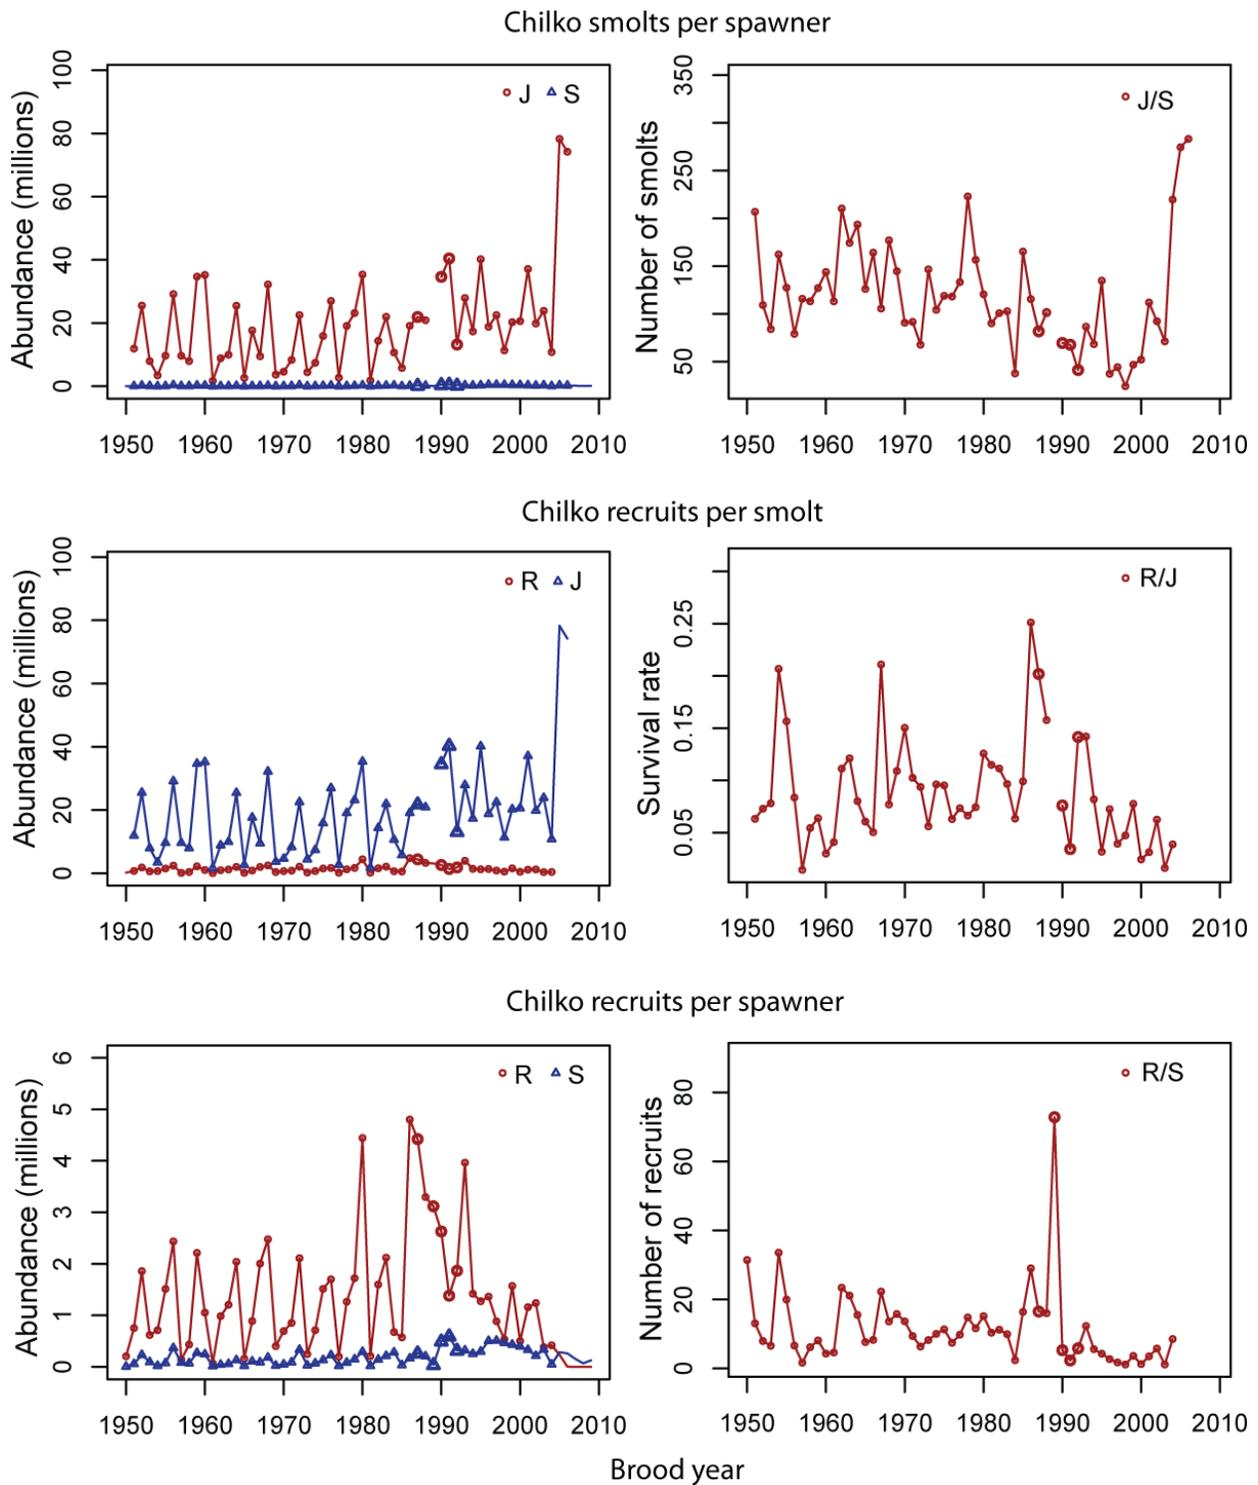 Chilko smolts per spawner
Abundance (millions)
100
80
60
40
20
0
J S
1950 1960 1970 1980 1990 2000 2010
Number of smolts
350
250
150
50
J/S
1950 1960 1970 1980 1990 2000 2010
Chilko recruits per smolt
Abundance (millions)
100
80
60
40
20
0
R J
1950 1960 1970 1980 1990 2000 2010
Survival rate
0.25
0.15
0.05
R/J
1950 1960 1970 1980 1990 2000 2010
Chilko recruits per spawner
Abundance (millions)
6
5
4
3
2
1
0
R S
1950 1960 1970 1980 1990 2000 2010
Number of recruits
80
60
40
20
0
R/S
1950 1960 1970 1980 1990 2000 2010
Brood year